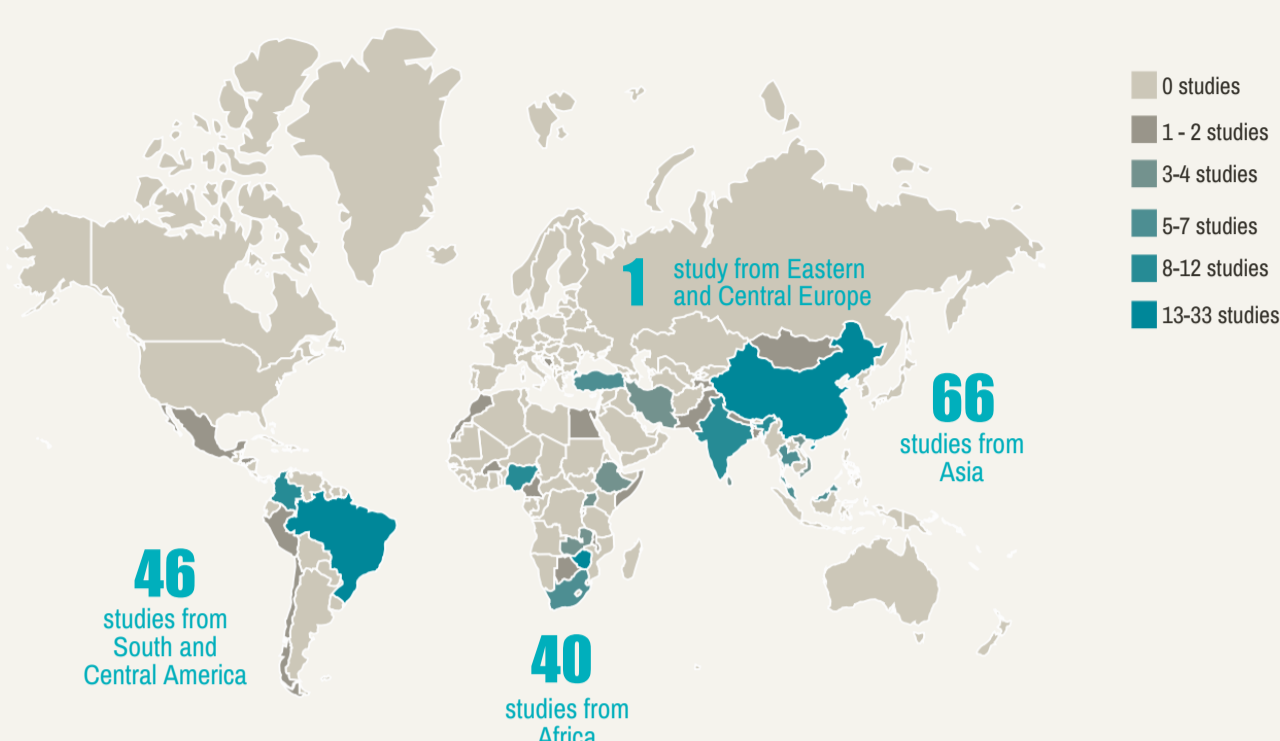 0 studies
1 - 2 studies
3-4 studies
5-7 studies
8-12 studies
13-33 studies
1
study from Eastern
and Central Europe
66
studies from
Asia
46
studies from
South and
Central America
40
studies from
Africa